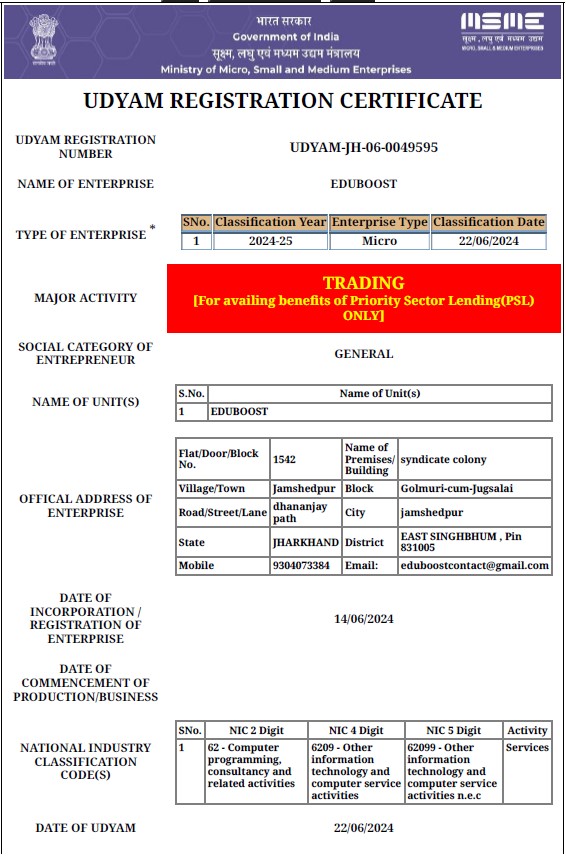 भारत सरकार
Government of India
सूक्ष्म, लघु एवं मध्यम उद्यम मंत्रालय
Ministry of Micro, Small and Medium Enterprises
MSME
सूक्ष्म, लघु एवं मध्यम उद्यम
MICRO, SMALL & MEDIUM ENTERPRISES
UDYAM REGISTRATION CERTIFICATE
UDYAM REGISTRATION
NUMBER
UDYAM-JH-06-0049595
NAME OF ENTERPRISE
EDUBOOST
TYPE OF ENTERPRISE *
SNo. Classification Year Enterprise Type Classification Date
1 2024-25 Micro 22/06/2024
MAJOR ACTIVITY
TRADING
[For availing benefits of Priority Sector Lending(PSL)
ONLY]
SOCIAL CATEGORY OF
ENTREPRENEUR
GENERAL
NAME OF UNIT(S)
S.No. Name of Unit(s)
1 EDUBOOST
OFFICAL ADDRESS OF
ENTERPRISE
Flat/Door/Block
No.
1542
Name of
Premises/
Building
syndicate colony
Village/Town Jamshedpur Block Golmuri-cum-Jugsalai
Road/Street/Lane
dhananjay
path
City jamshedpur
State JHARKHAND District
EAST SINGHBHUM , Pin
831005
Mobile 9304073384 Email: eduboostcontact@gmail.com
DATE OF
INCORPORATION /
REGISTRATION OF
ENTERPRISE
14/06/2024
DATE OF
COMMENCEMENT OF
PRODUCTION/BUSINESS
NATIONAL INDUSTRY
CLASSIFICATION
CODE(S)
SNo. NIC 2 Digit NIC 4 Digit NIC 5 Digit Activity
1
62 - Computer
programming,
consultancy and
related activities
6209 - Other
information
technology and
computer service
activities
62099 - Other
information
technology and
computer service
activities n.e.c
Services
DATE OF UDYAM
22/06/2024